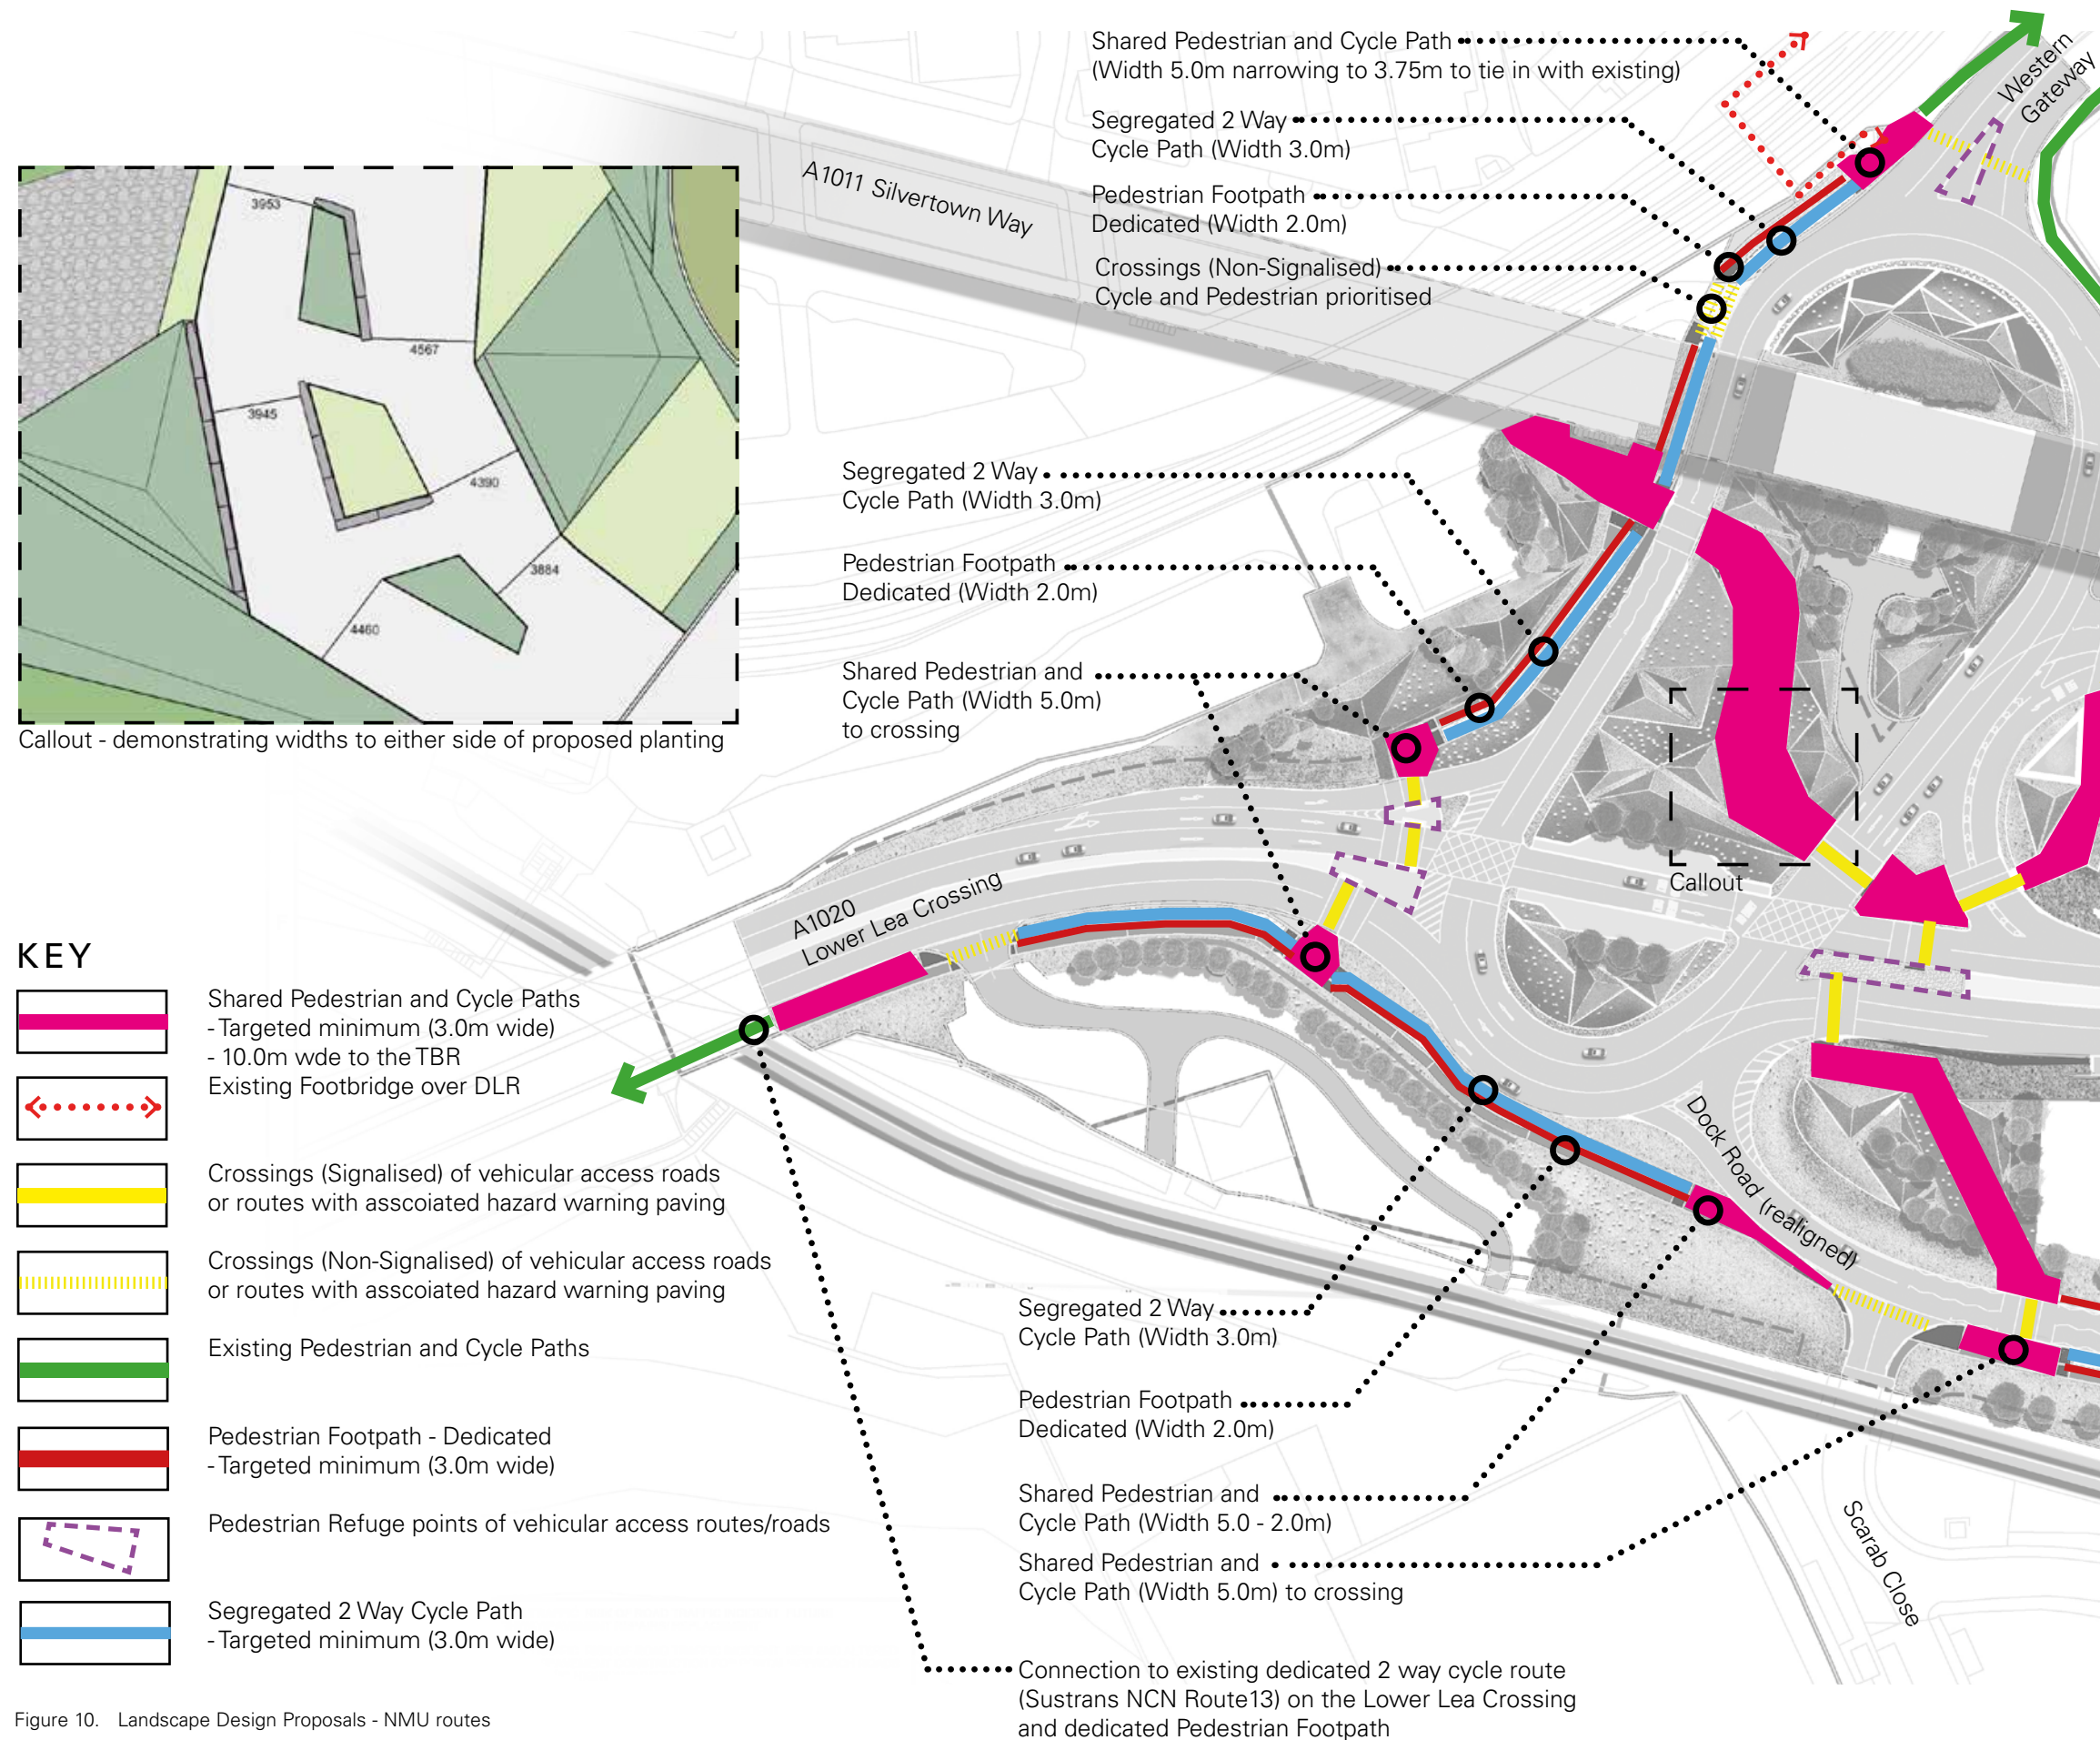 Shared Pedestrian and Cycle Path
(Width 5.0m narrowing to 3.75m to tie in with existing)
Segregated 2 Way
Cycle Path (Width 3.0m)
Pedestrian Footpath
Dedicated (Width 2.0m)
Crossings (Non-Signalised)
Cycle and Pedestrian prioritised
Western
Gateway
A1011 Silvertown Way
3953
4567
3945
4390
3884
4460
Callout - demonstrating widths to either side of proposed planting
Segregated 2 Way
Cycle Path (Width 3.0m)
Pedestrian Footpath
Dedicated (Width 2.0m)
Shared Pedestrian and
Cycle Path (Width 5.0m)
to crossing
Callout
A1020
Lower Lea Crossing
Dock Road (realigned)
Scarab Close
KEY
Shared Pedestrian and Cycle Paths
- Targeted minimum (3.0m wide)
- 10.0m wde to the TBR
Existing Footbridge over DLR
Crossings (Signalised) of vehicular access roads
or routes with asscoiated hazard warning paving
Crossings (Non-Signalised) of vehicular access roads
or routes with asscoiated hazard warning paving
Existing Pedestrian and Cycle Paths
Pedestrian Footpath - Dedicated
- Targeted minimum (3.0m wide)
Pedestrian Refuge points of vehicular access routes/roads
Segregated 2 Way Cycle Path
- Targeted minimum (3.0m wide)
Segregated 2 Way
Cycle Path (Width 3.0m)
Pedestrian Footpath
Dedicated (Width 2.0m)
Shared Pedestrian and
Cycle Path (Width 5.0 - 2.0m)
Shared Pedestrian and
Cycle Path (Width 5.0m) to crossing
Connection to existing dedicated 2 way cycle route
(Sustrans NCN Route13) on the Lower Lea Crossing
and dedicated Pedestrian Footpath
Figure 10. Landscape Design Proposals - NMU routes